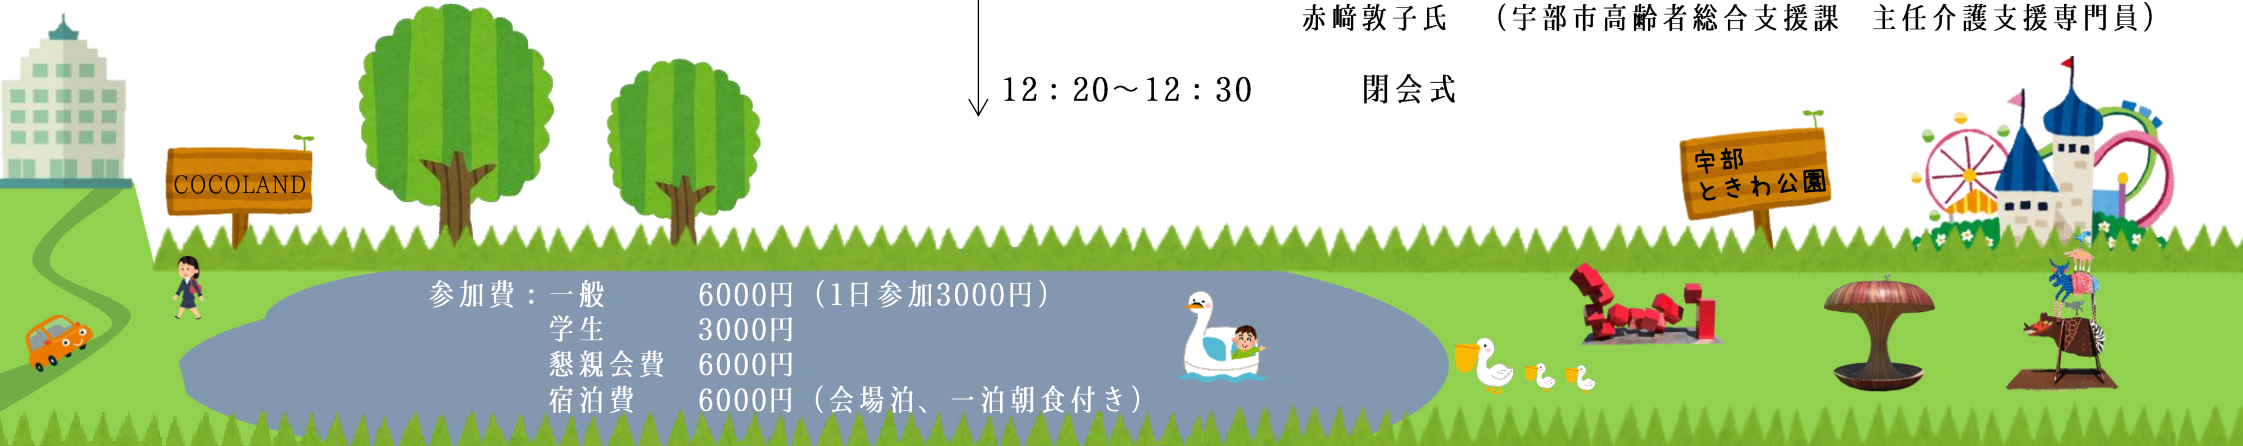 赤﨑敦子氏　（宇部市高齢者総合支援課　主任介護支援専門員）
12：20～12：30　閉会式
COCOLAND
宇部
ときわ公園
参加費：一般　6000円（1日参加3000円）
学生　3000円
懇親会費　6000円
宿泊費　6000円（会場泊、一泊朝食付き）